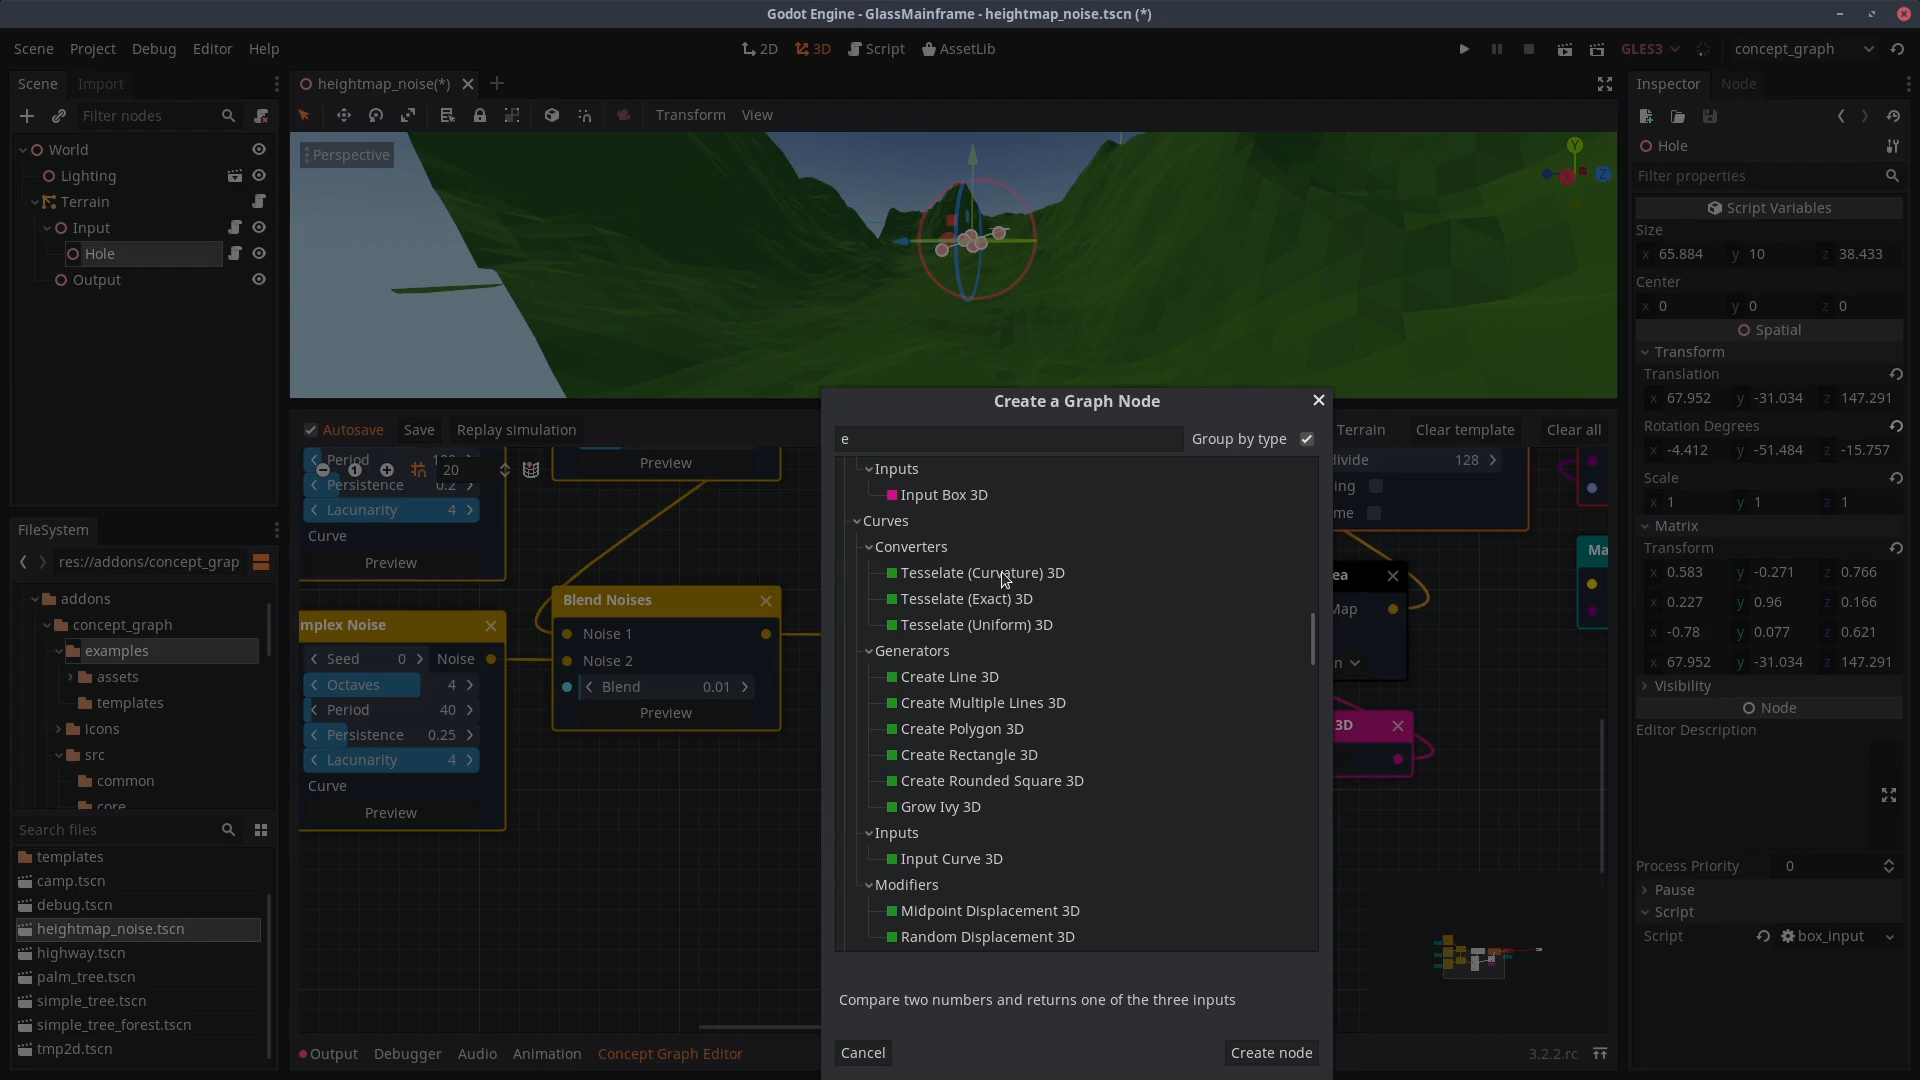 Godot Engine - GlassMainframe - heightmap_noise.tscn (*)
Scene Project Debug Editor Help
2D 3D Script AssetLib
GLES3 concept_graph
Scene Import
Filter nodes
World
Lighting
Terrain
Input
Hole
Output
FileSystem
res://addons/concept_grap
addons
concept_graph
examples
assets
templates
icons
src
common
core
Search files
templates
camp.tscn
debug.tscn
heightmap_noise.tscn
highway.tscn
palm_tree.tscn
simple_tree.tscn
simple_tree_forest.tscn
tmp2d.tscn
heightmap_noise(*)
Transform View
Perspective
Y
X
Z
Autosave Save Replay simulation
Terrain Clear template Clear all
Period
20
Persistence 0.2
Lacunarity 4
Curve
Preview
Preview
mplex Noise
Seed 0 Noise
Octaves 4
Period 40
Persistence 0.25
Lacunarity 4
Curve
Preview
Blend Noises
Noise 1
Noise 2
Blend 0.01
Preview
Create a Graph Node
e
Group by type
Inputs
Input Box 3D
Curves
Converters
Tesselate (Curvature) 3D
Tesselate (Exact) 3D
Tesselate (Uniform) 3D
Generators
Create Line 3D
Create Multiple Lines 3D
Create Polygon 3D
Create Rectangle 3D
Create Rounded Square 3D
Grow Ivy 3D
Inputs
Input Curve 3D
Modifiers
Midpoint Displacement 3D
Random Displacement 3D
Compare two numbers and returns one of the three inputs
Cancel
Create node
divide 128
ing
me
ea
Map
n
3D
Ma
Output Debugger Audio Animation Concept Graph Editor
3.2.2.rc
Inspector Node
Hole
Filter properties
Script Variables
Size
x 65.884 y 10 z 38.433
Center
x 0 y 0 z 0
Spatial
Transform
Translation
x 67.952 y -31.034 z 147.291
Rotation Degrees
x -4.412 y -51.484 z -15.757
Scale
x 1 y 1 z 1
Matrix
Transform
0.583 -0.271 0.766
0.227 0.96 0.166
-0.78 0.077 0.621
67.952 -31.034 147.291
Visibility
Node
Editor Description
Process Priority 0
Pause
Script
Script box_input